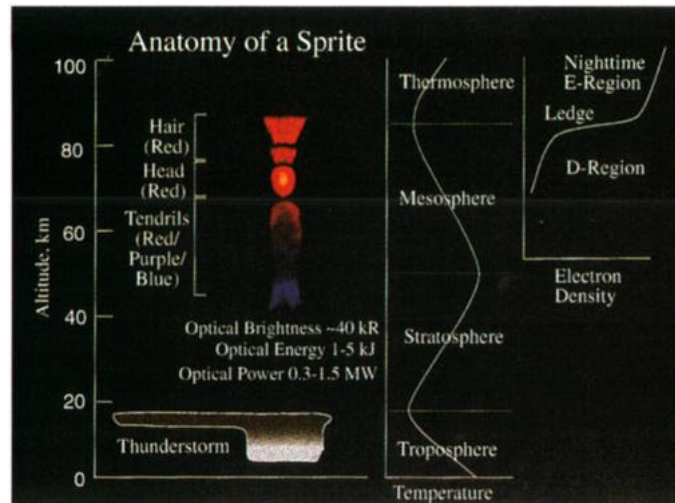 Anatomy of a Sprite
100
80
60
40
20
0
Altitude, km
Hair
(Red)
Head
(Red)
Tendrils
(Red/
Purple/
Blue)
Optical Brightness ~40 kR
Optical Energy 1-5 kJ
Optical Power 0.3-1.5 MW
Thunderstorm
Thermosphere
Mesosphere
Stratosphere
Troposphere
Temperature
Nighttime
E-Region
Ledge
D-Region
Electron
Density